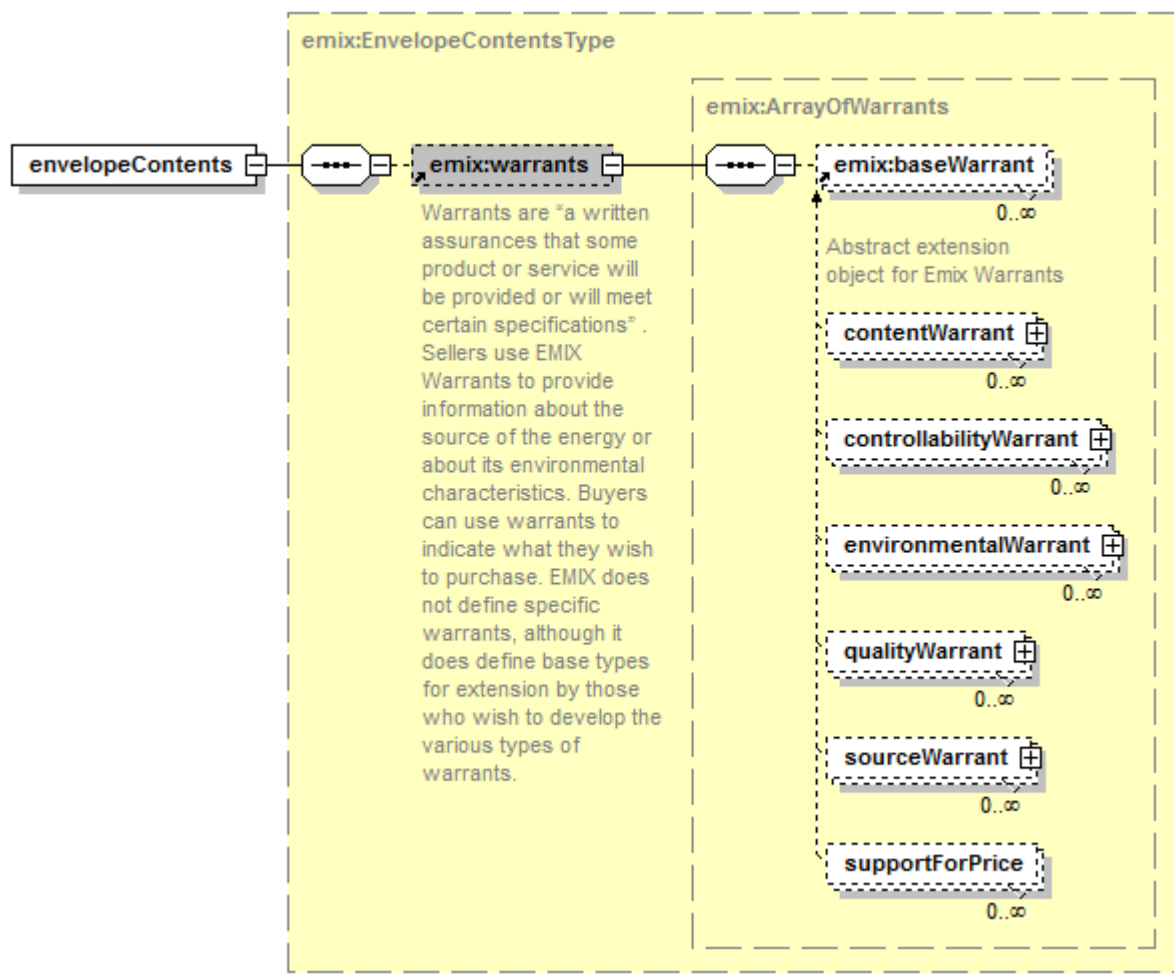 emix:EnvelopeContentsType
emix:ArrayOfWarrants
envelopeContents
emix:warrants
Warrants are “a written
assurances that some
product or service will
be provided or will meet
certain specifications” .
Sellers use EMIX
Warrants to provide
information about the
source of the energy or
about its environmental
characteristics. Buyers
can use warrants to
indicate what they wish
to purchase. EMIX does
not define specific
warrants, although it
does define base types
for extension by those
who wish to develop the
various types of
warrants.
emix:baseWarrant
0..∞
Abstract extension
object for Emix Warrants
contentWarrant
0..∞
controllabilityWarrant
0..∞
environmentalWarrant
0..∞
qualityWarrant
0..∞
sourceWarrant
0..∞
supportForPrice
0..∞